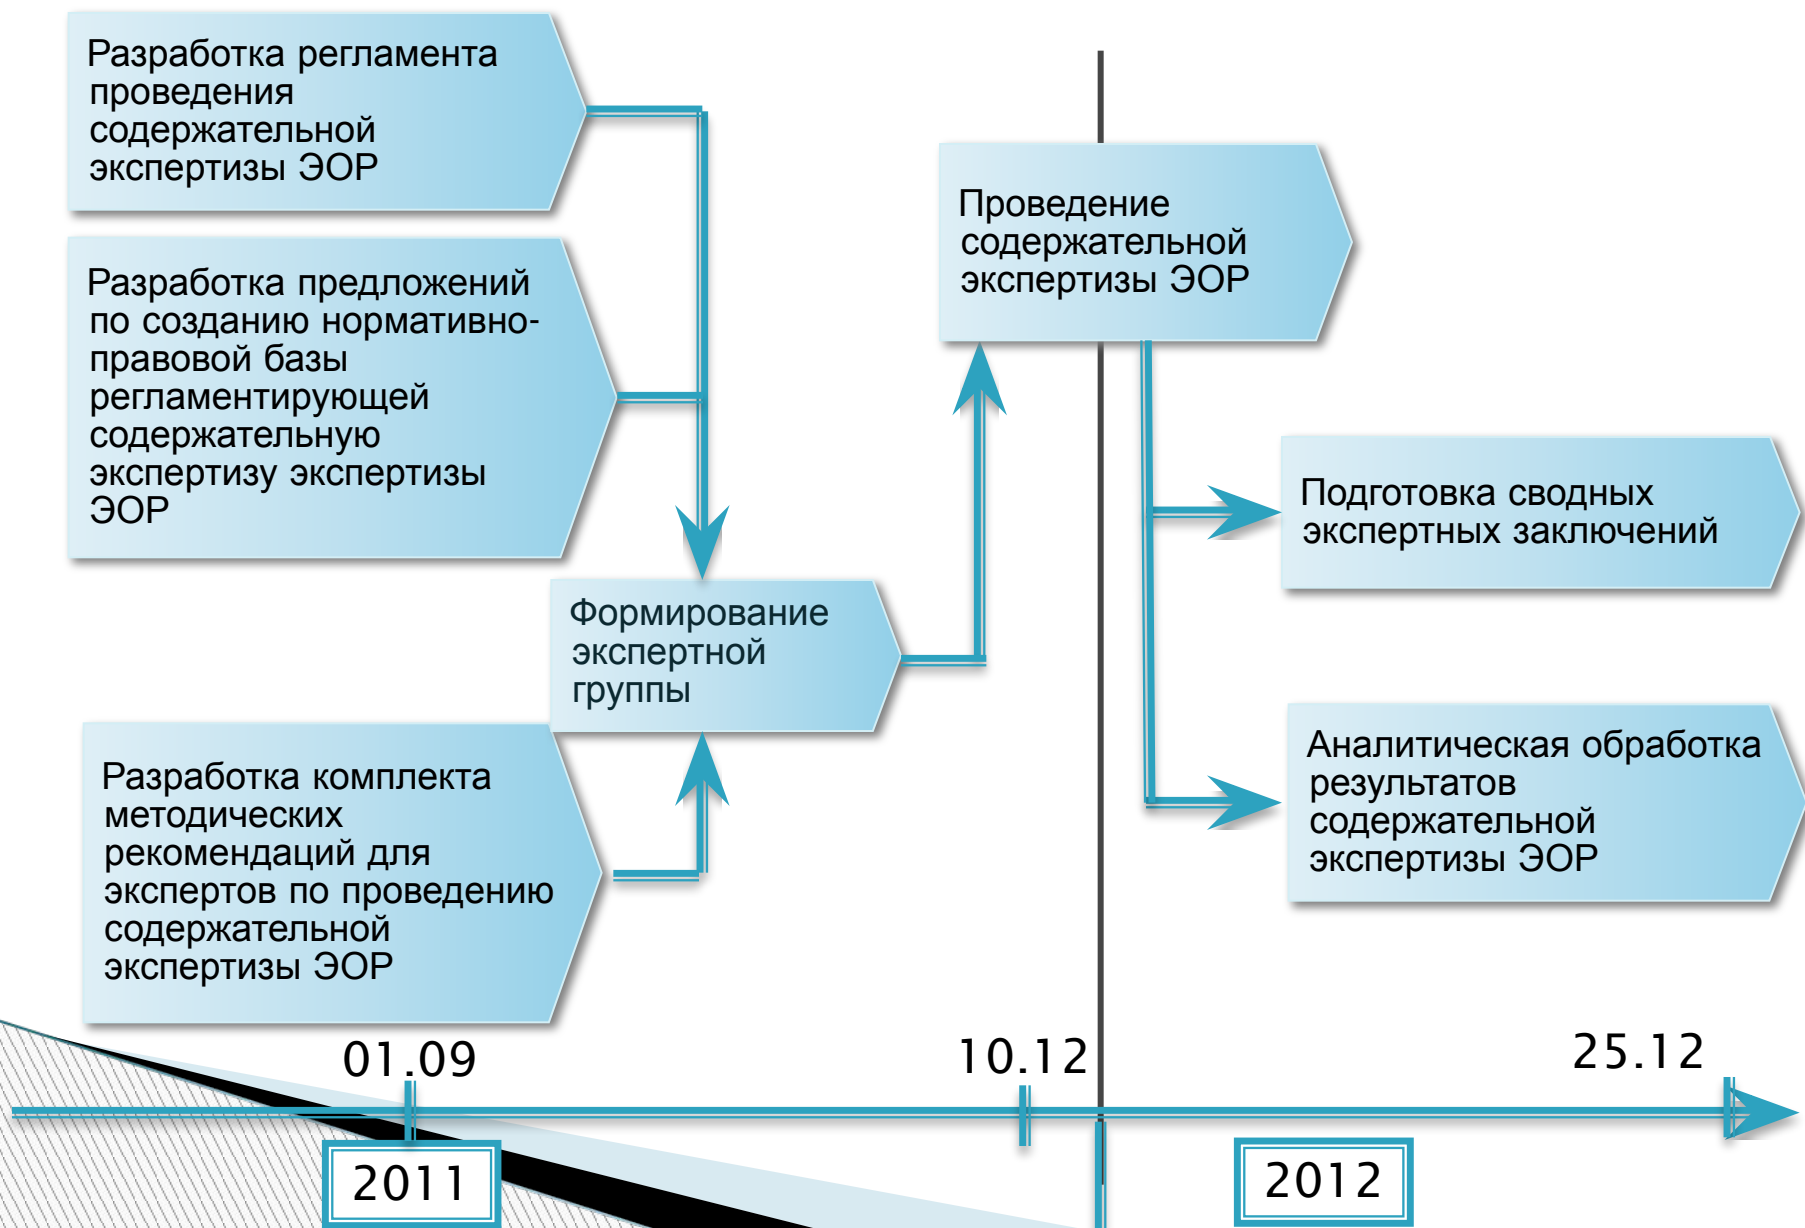 Разработка регламента
проведения
содержательной
экспертизы ЭОР
Разработка предложений
по созданию нормативно-
правовой базы
регламентирующей
содержательную
экспертизу экспертизы
ЭОР
Формирование
экспертной
группы
Разработка комплекта
методических
рекомендаций для
экспертов по проведению
содержательной
экспертизы ЭОР
Проведение
содержательной
экспертизы ЭОР
Подготовка сводных
экспертных заключений
Аналитическая обработка
результатов
содержательной
экспертизы ЭОР
01.09
10.12
25.12
2011
2012